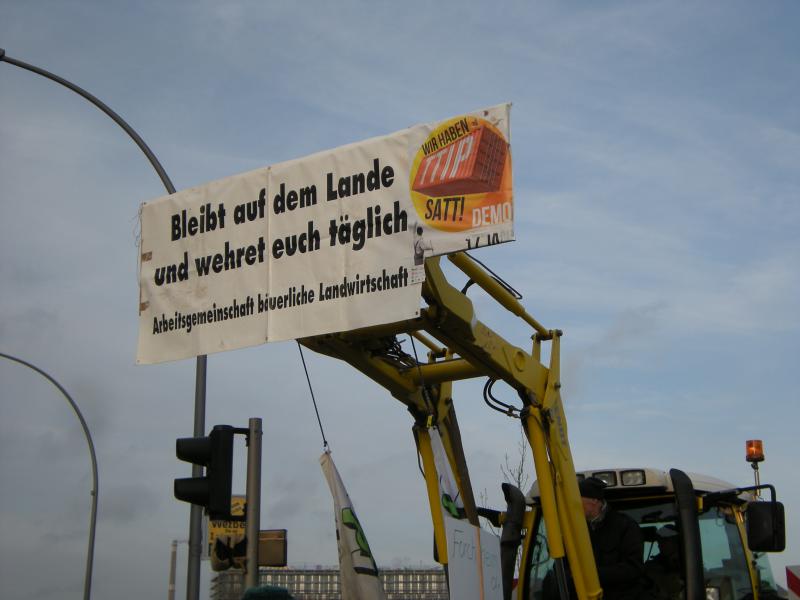 Bleibt auf dem Lande
und wehret euch täglich
Arbeitsgemeinschaft bäuerliche Landwirtschaft
WIR HABEN
TTIP
SATT!
DEMO